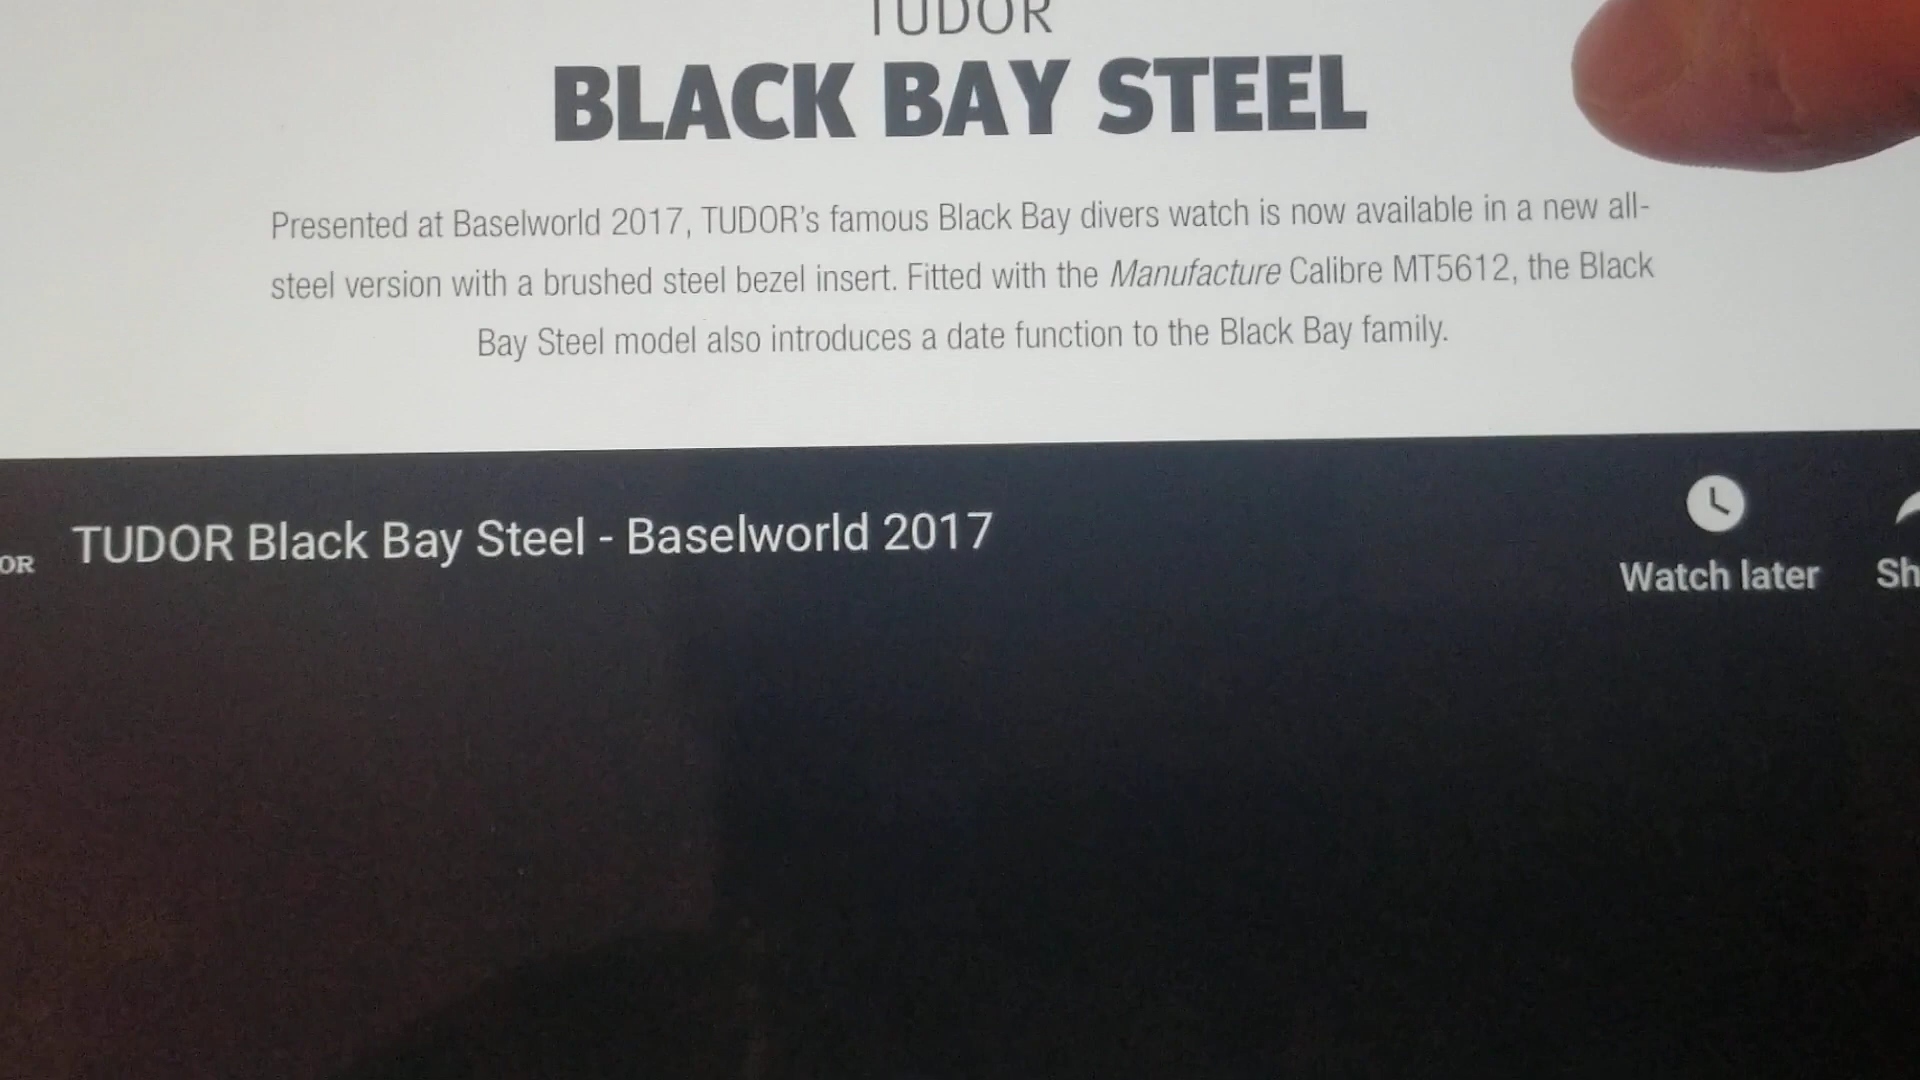 TUDOR
BLACK BAY STEEL
Presented at Baselworld 2017, TUDOR’s famous Black Bay divers watch is now available in a new all-
steel version with a brushed steel bezel insert. Fitted with the Manufacture Calibre MT5612, the Black
Bay Steel model also introduces a date function to the Black Bay family.
OR TUDOR Black Bay Steel - Baselworld 2017
Watch later Sh